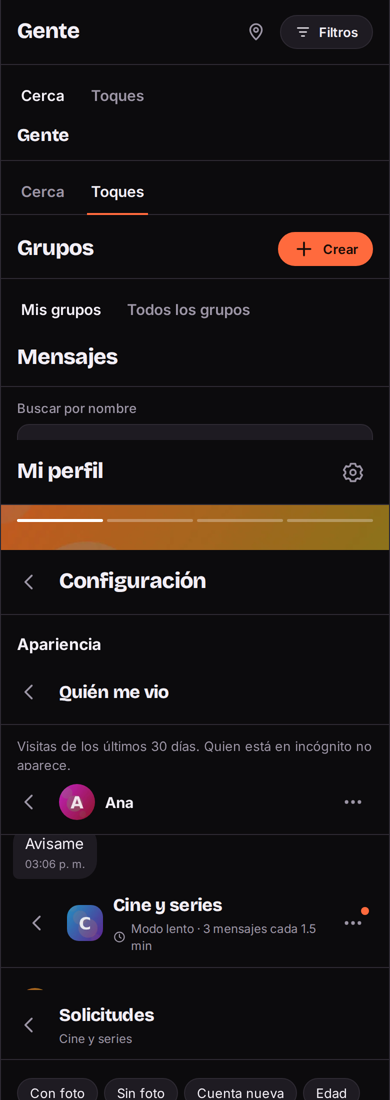 Gente
Filtros
Cerca Toques
Gente
Cerca Toques
Grupos
Crear
Mis grupos Todos los grupos
Mensajes
Buscar por nombre
Mi perfil
Configuración
Apariencia
Quién me vio
Visitas de los últimos 30 días. Quien está en incógnito no
aparece.
A Ana
Avisame
03:06 p. m.
C Cine y series
Modo lento · 3 mensajes cada 1.5
min
Solicitudes
Cine y series
Con foto Sin foto Cuenta nueva Edad